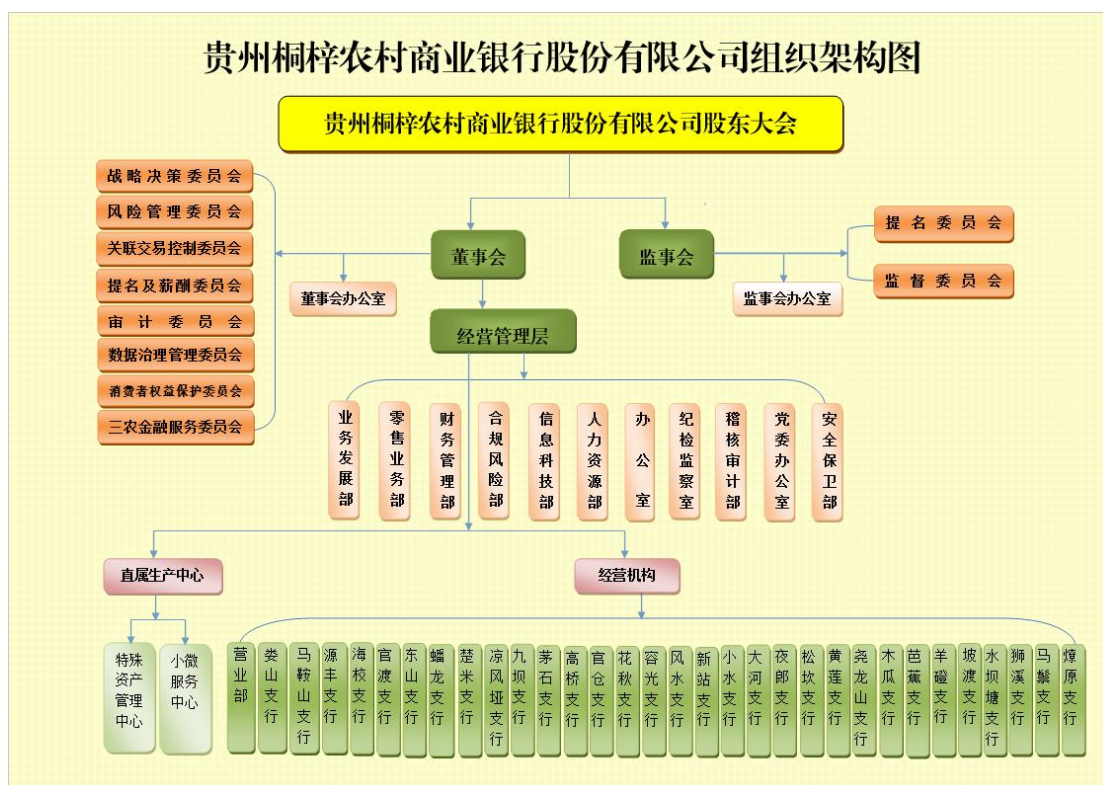 贵州桐梓农村商业银行股份有限公司组织架构图
贵州桐梓农村商业银行股份有限公司股东大会
战略决策委员会
风险管理委员会
关联交易控制委员会
提名及薪酬委员会
审计委员会
数据治理管理委员会
消费者权益保护委员会
三农金融服务委员会
董事会
监事会
提名委员会
监督委员会
董事会办公室
监事会办公室
经营管理层
业务发展部
零售业务部
财务管理部
合规风险部
信息科技部
人力资源部
办公室
纪检监察室
稽核审计部
党委办公室
安全保卫部
直属生产中心
经营机构
特殊资产管理中心
小微服务中心
营业部
娄山支行
马鞍山支行
源丰支行
海校支行
官渡支行
东山支行
蟠龙支行
楚米支行
凉风垭支行
九坝支行
茅石支行
高桥支行
官仓支行
花秋支行
容光支行
风水支行
新站支行
小水支行
大河支行
夜郎支行
松坎支行
黄莲支行
尧龙山支行
木瓜支行
芭蕉支行
羊磴支行
坡渡支行
水坝塘支行
狮溪支行
马鬃支行
燎原支行